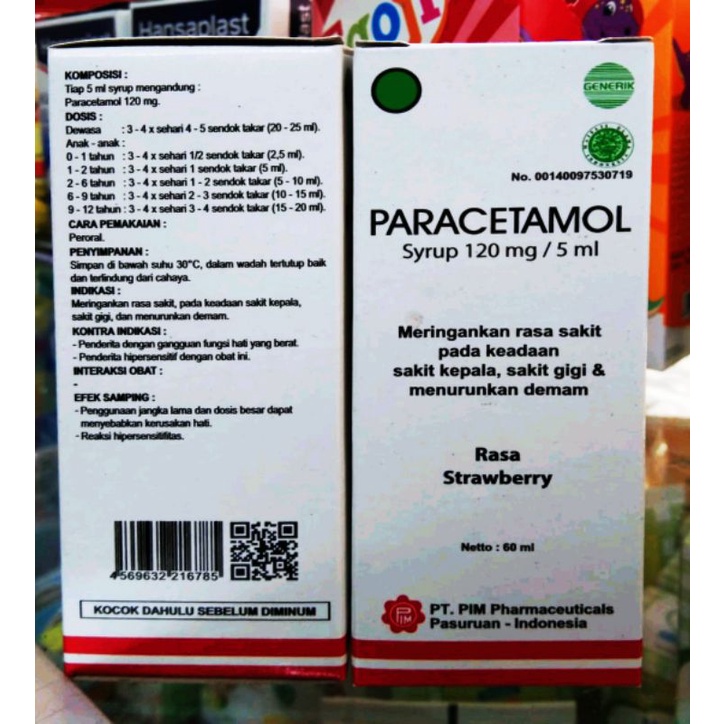 Hansaplast
KOMPOSISI :
Tiap 5 ml syrup mengandung :
Paracetamol 120 mg.
DOSIS :
Dewasa : 3 - 4 x sehari 4 - 5 sendok takar (20 - 25 ml).
Anak - anak :
0 - 1 tahun : 3 - 4 x sehari 1/2 sendok takar (2,5 ml).
1 - 2 tahun : 3 - 4 x sehari 1 sendok takar (5 ml).
2 - 6 tahun : 3 - 4 x sehari 1 - 2 sendok takar (5 - 10 ml).
6 - 9 tahun : 3 - 4 x sehari 2 - 3 sendok takar (10 - 15 ml).
9 - 12 tahun : 3 - 4 x sehari 3 - 4 sendok takar (15 - 20 ml).
CARA PEMAKAIAN :
Peroral.
PENYIMPANAN :
Simpan di bawah suhu 30°C, dalam wadah tertutup baik
dan terlindung dari cahaya.
INDIKASI :
Meringankan rasa sakit, pada keadaan sakit kepala,
sakit gigi, dan menurunkan demam.
KONTRA INDIKASI :
- Penderita dengan gangguan fungsi hati yang berat.
- Penderita hipersensitif dengan obat ini.
INTERAKSI OBAT :
-
EFEK SAMPING :
- Penggunaan jangka lama dan dosis besar dapat
menyebabkan kerusakan hati.
- Reaksi hipersensitifitas.
4 569632 216785
KOCOK DAHULU SEBELUM DIMINUM
GENERIK
No. 00140097530719
PARACETAMOL
Syrup 120 mg / 5 ml
Meringankan rasa sakit
pada keadaan
sakit kepala, sakit gigi &
menurunkan demam
Rasa
Strawberry
Netto : 60 ml
PIM
PT. PIM Pharmaceuticals
Pasuruan - Indonesia